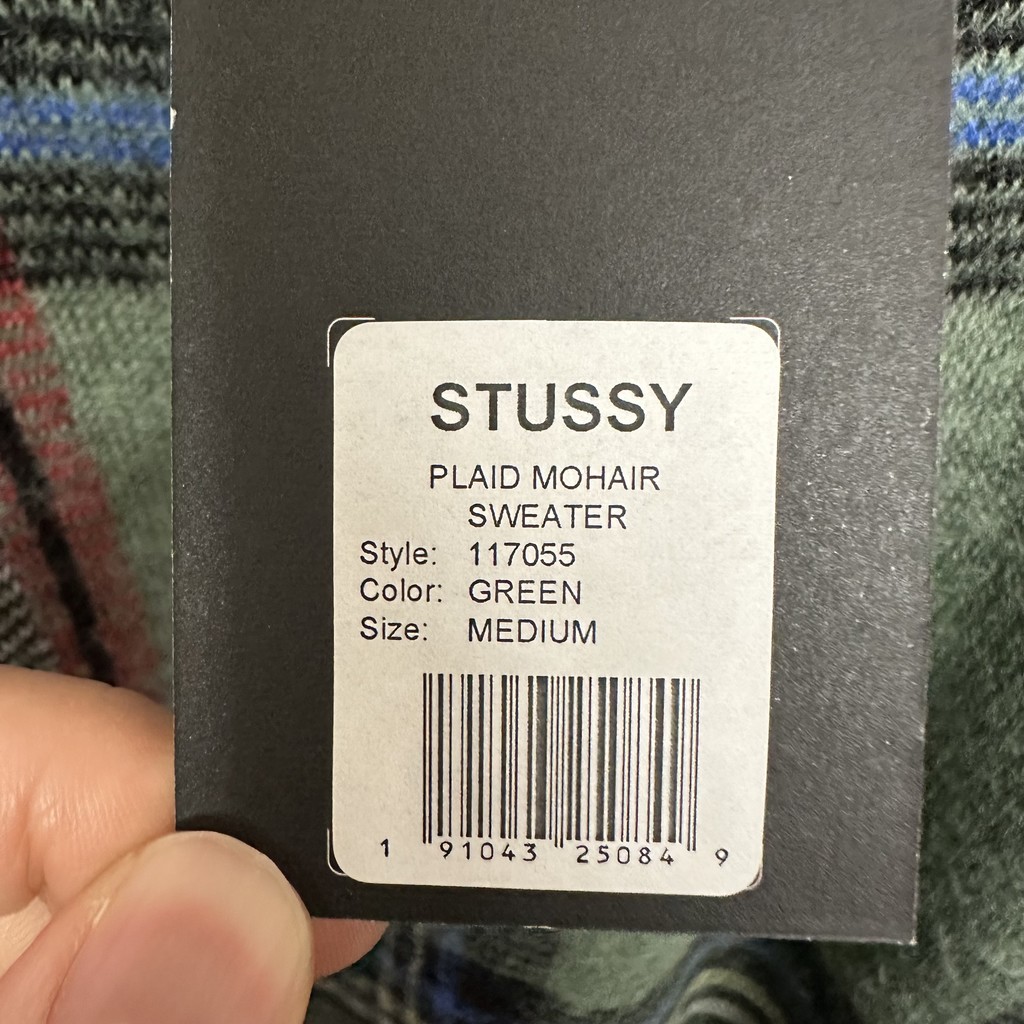 STUSSY
PLAID MOHAIR
SWEATER
Style: 117055
Color: GREEN
Size: MEDIUM
1 91043 25084 9